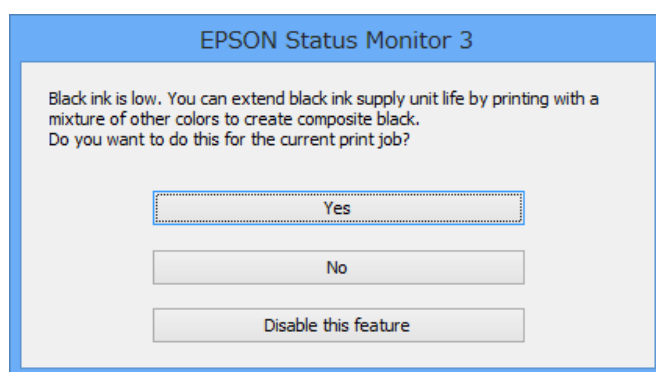 EPSON Status Monitor 3
Black ink is low. You can extend black ink supply unit life by printing with a
mixture of other colors to create composite black.
Do you want to do this for the current print job?
Yes
No
Disable this feature